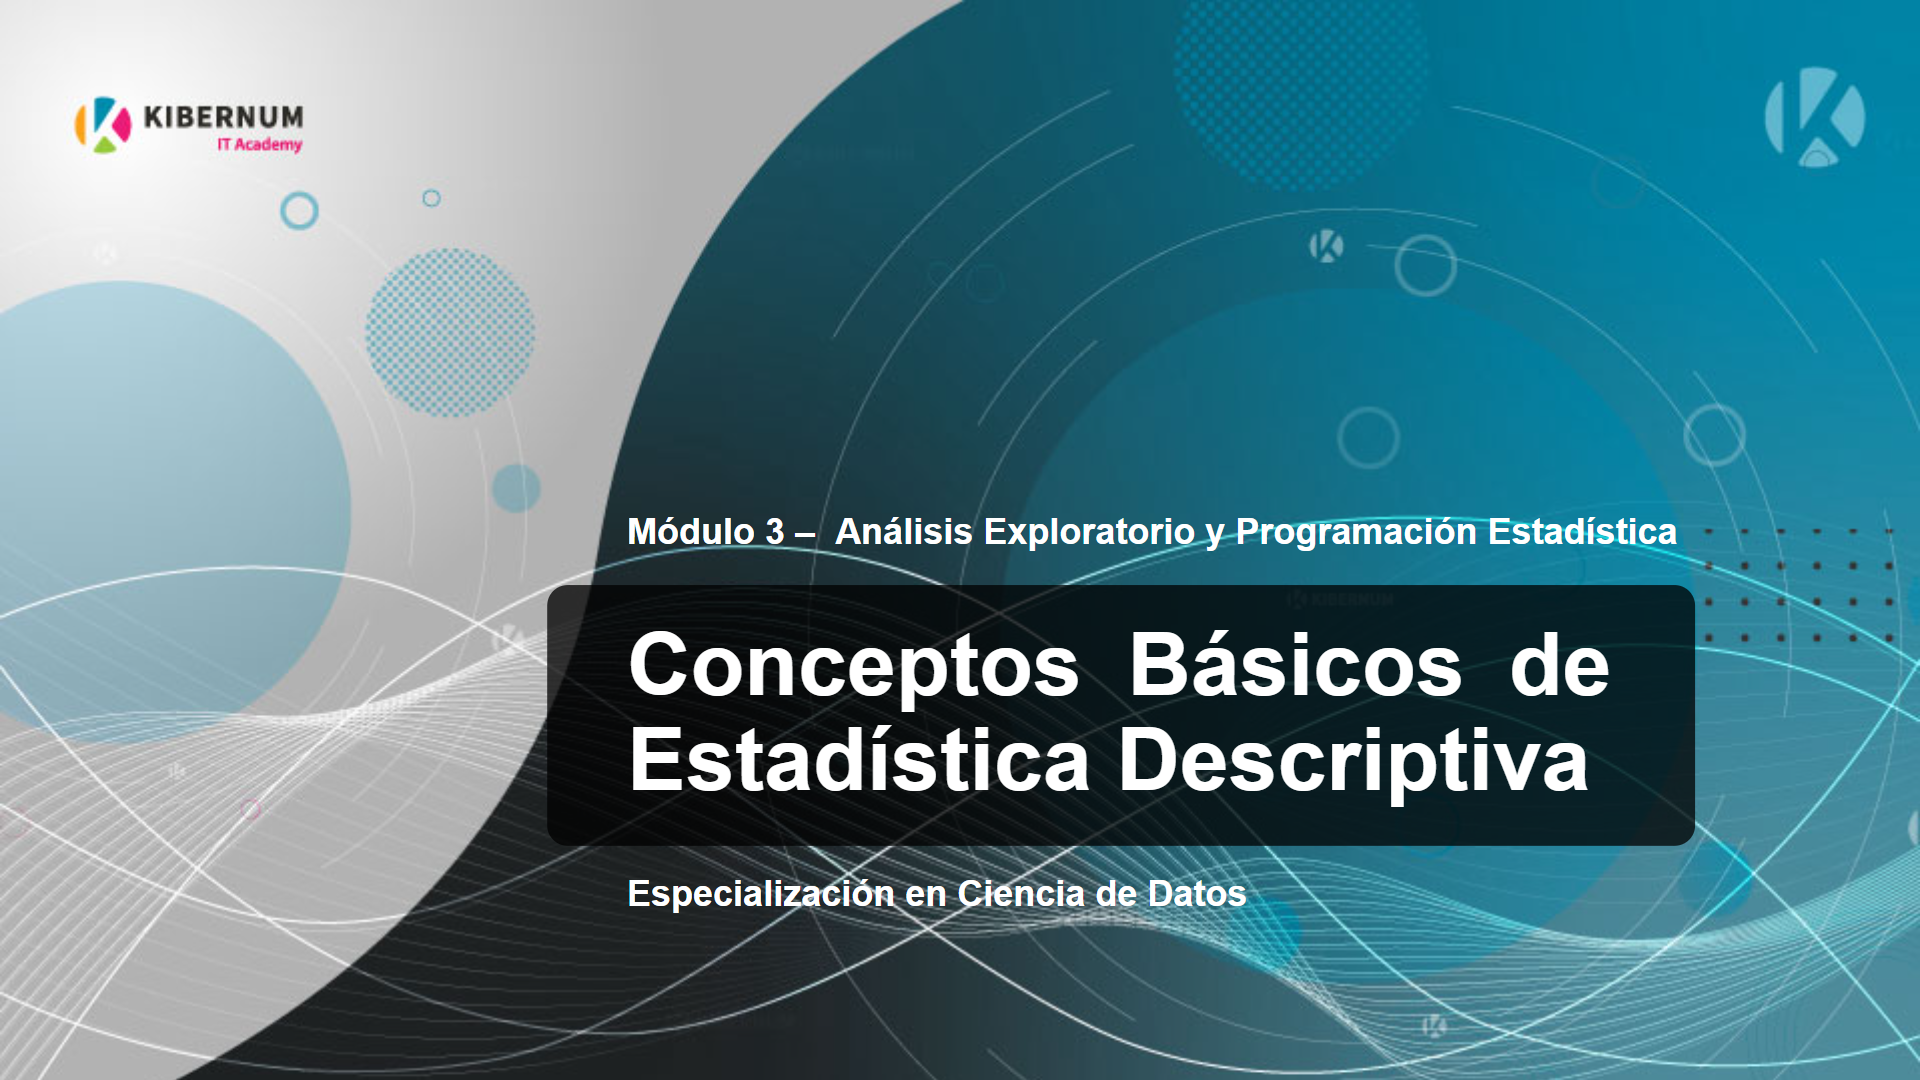 KIBERNUM
IT Academy
Módulo 3 – Análisis Exploratorio y Programación Estadística
Conceptos Básicos de
Estadística Descriptiva
Especialización en Ciencia de Datos